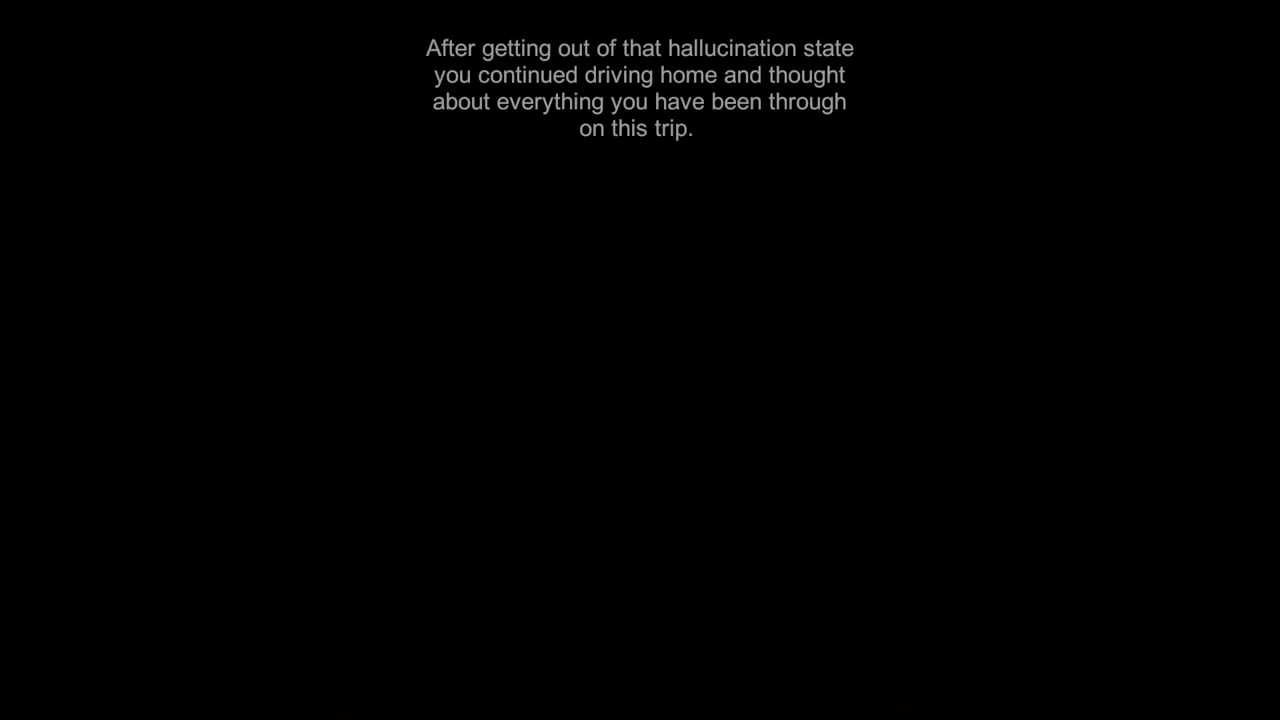 After getting out of that hallucination state
you continued driving home and thought
about everything you have been through
on this trip.